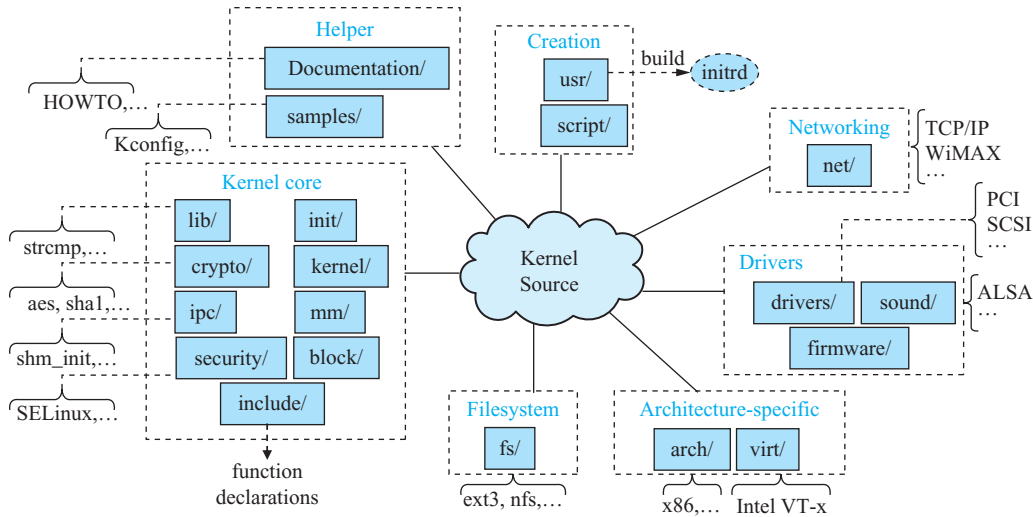 Helper
Documentation/
samples/
HOWTO,...
Kconfig,...
Creation
usr/
script/
build
initrd
Networking
net/
TCP/IP
WiMAX
...
Kernel core
lib/
init/
crypto/
kernel/
ipc/
mm/
security/
block/
include/
strcmp,...
aes, sha1,...
shm_init,...
SELinux,...
function
declarations
Kernel
Source
PCI
SCSI
...
Drivers
drivers/
sound/
firmware/
ALSA
...
Filesystem
fs/
ext3, nfs,...
Architecture-specific
arch/
virt/
x86,...
Intel VT-x